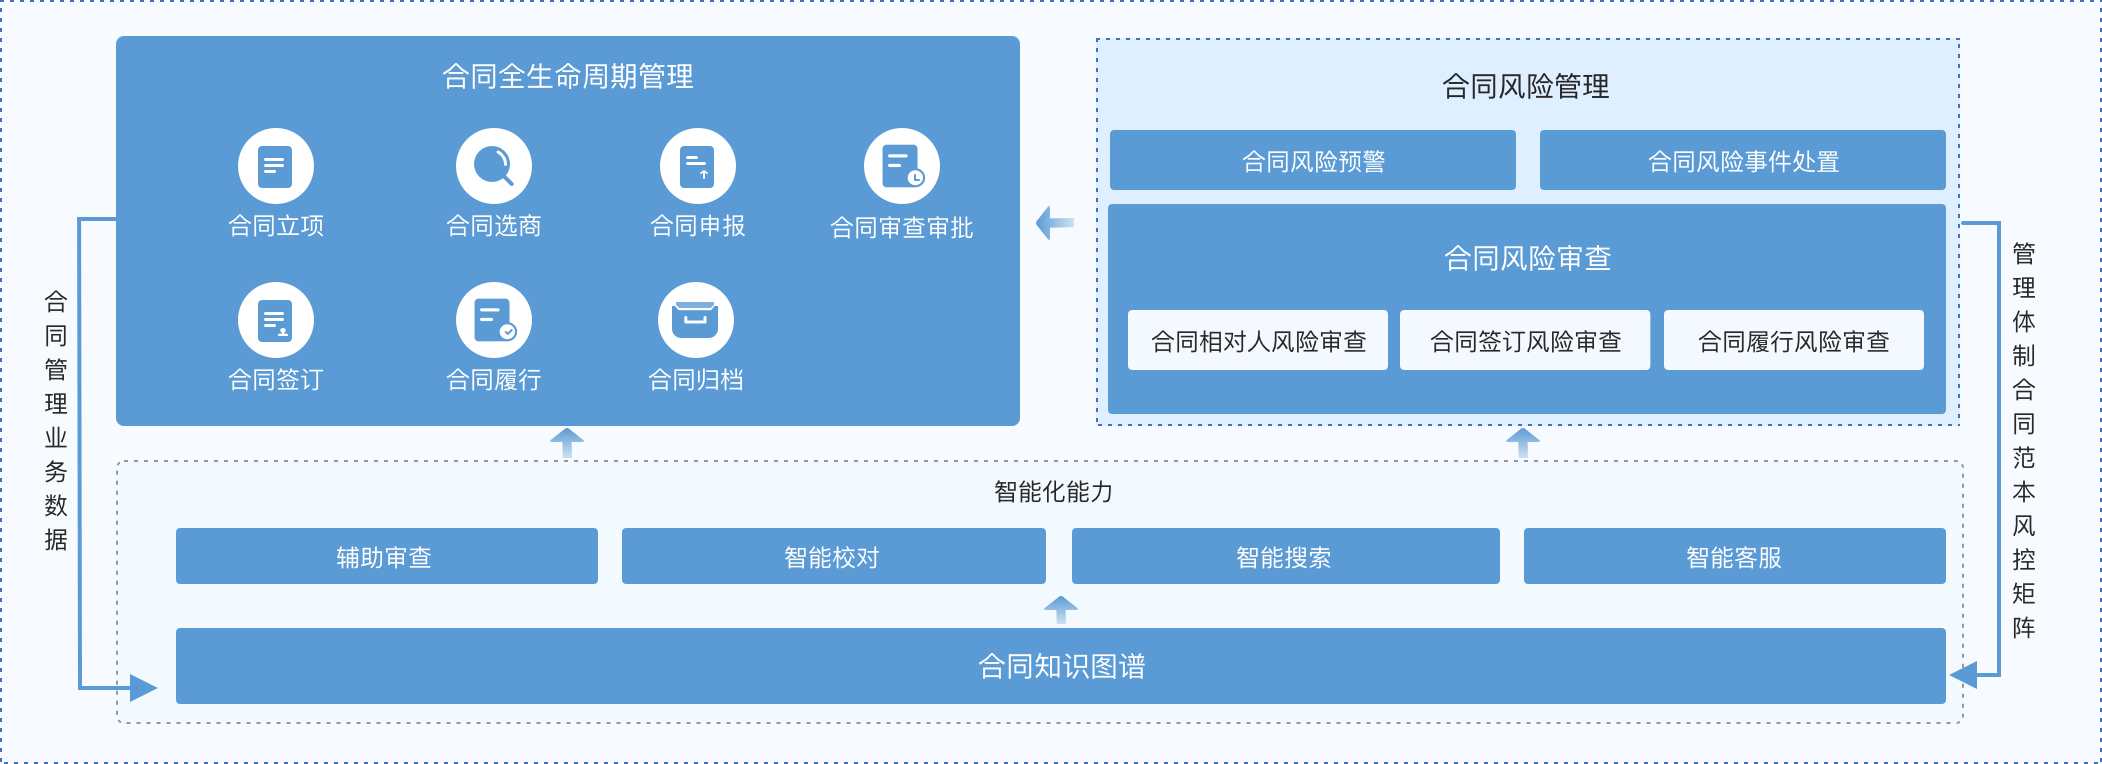 合同全生命周期管理
合同立项
合同选商
合同申报
合同审查审批
合同签订
合同履行
合同归档
合同风险管理
合同风险预警
合同风险事件处置
合同风险审查
合同相对人风险审查
合同签订风险审查
合同履行风险审查
合同管理业务数据
管理体制合同范本风控矩阵
智能化能力
辅助审查
智能校对
智能搜索
智能客服
合同知识图谱